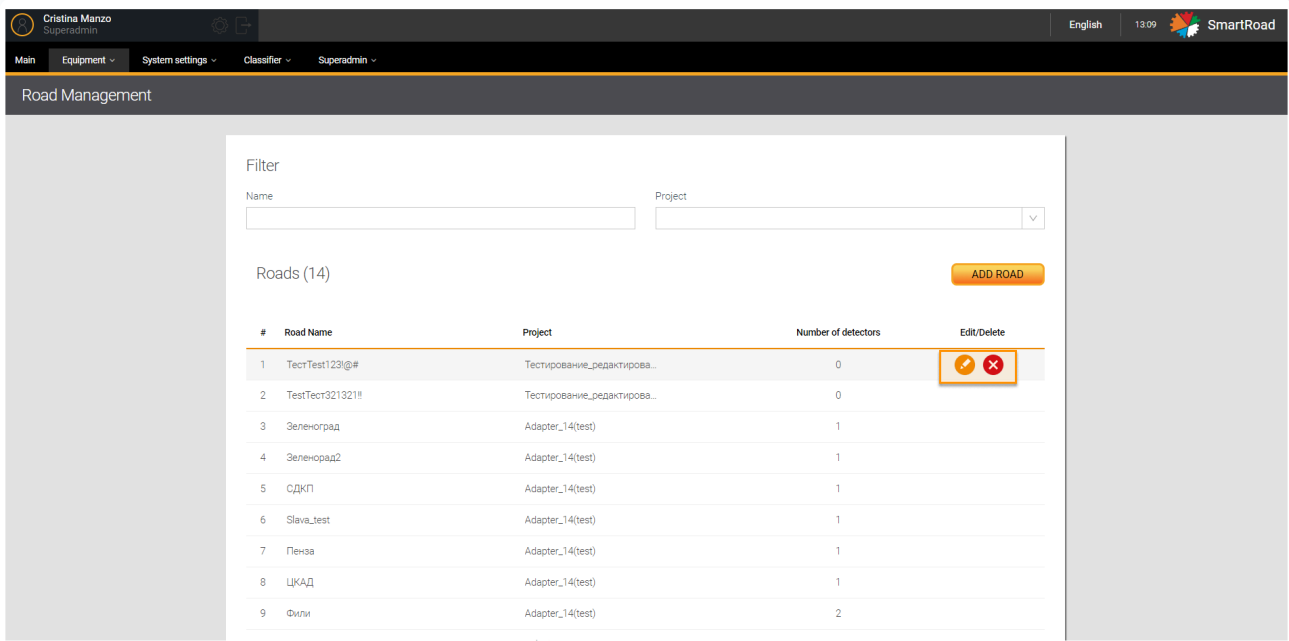 Cristina Manzo
Superadmin
English 13:09 SmartRoad
Main Equipment System settings Classifier Superadmin
Road Management
Filter
Name Project
Roads (14) ADD ROAD
# Road Name Project Number of detectors Edit/Delete
1 ТестTest123!@# Тестирование_редактирова... 0
2 TestТест321321!! Тестирование_редактирова... 0
3 Зеленоград Adapter_14(test) 1
4 Зеленорад2 Adapter_14(test) 1
5 СДКП Adapter_14(test) 1
6 Slava_test Adapter_14(test) 1
7 Пенза Adapter_14(test) 1
8 ЦКАД Adapter_14(test) 1
9 Фили Adapter_14(test) 2